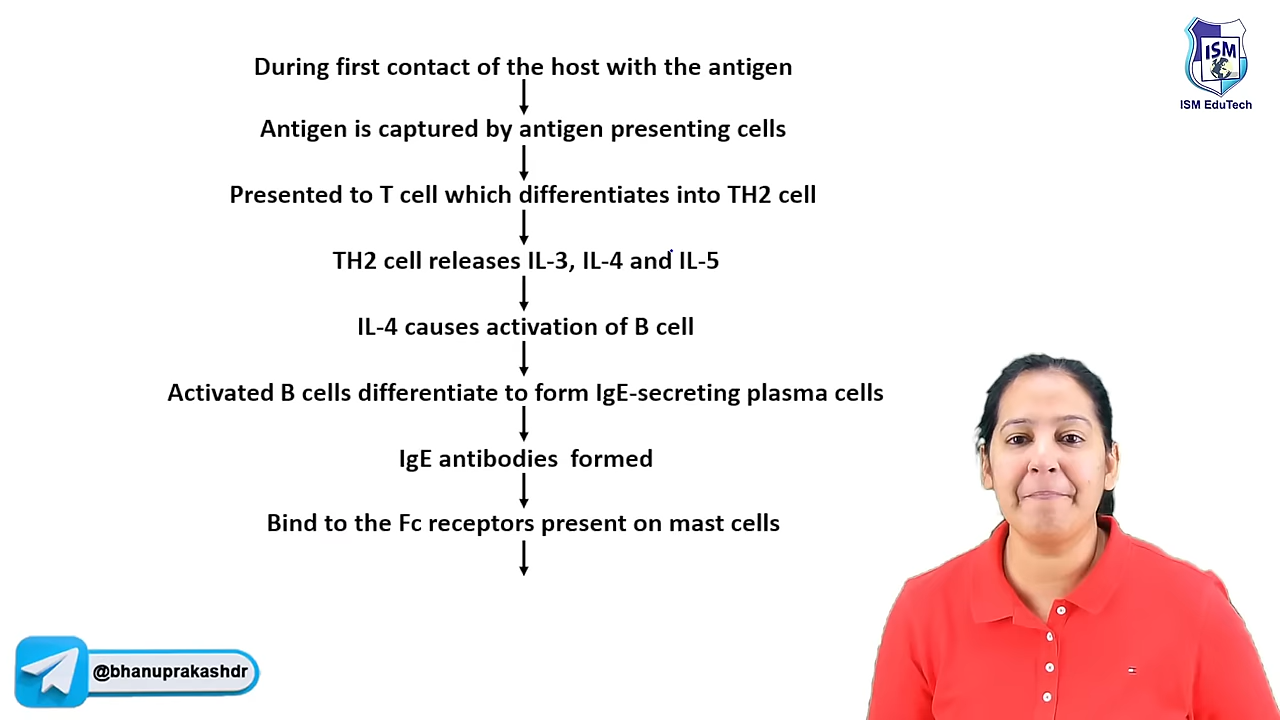 During first contact of the host with the antigen
Antigen is captured by antigen presenting cells
Presented to T cell which differentiates into TH2 cell
TH2 cell releases IL-3, IL-4 and IL-5
IL-4 causes activation of B cell
Activated B cells differentiate to form IgE-secreting plasma cells
IgE antibodies formed
Bind to the Fc receptors present on mast cells
ISM
ISM EduTech
@bhanuprakashdr